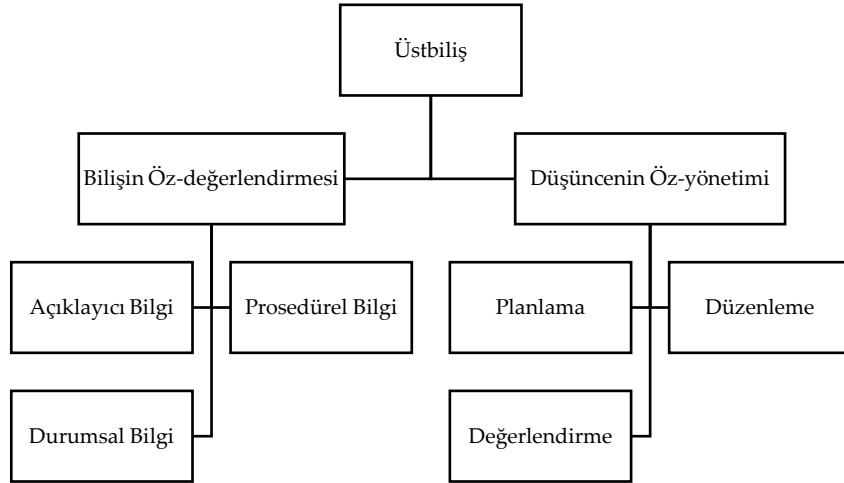 Üstbiliş
Bilişin Öz-değerlendirmesi
Düşüncenin Öz-yönetimi
Açıklayıcı Bilgi
Prosedürel Bilgi
Planlama
Düzenleme
Durumsal Bilgi
Değerlendirme